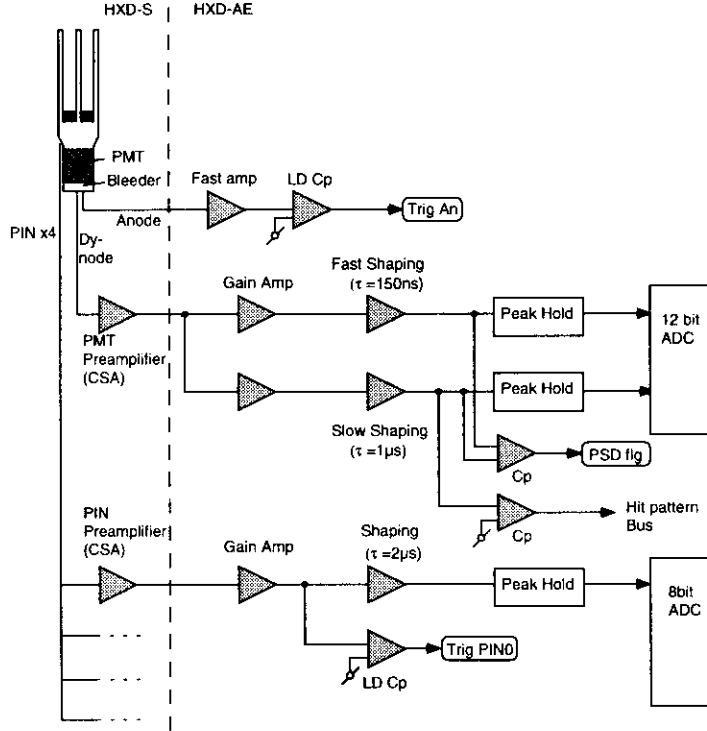 HXD-S HXD-AE
PMT
Bleeder
Fast amp
LD Cp
Trig An
Anode
PIN x4
Dy-
node
Gain Amp
Fast Shaping
(τ =150ns)
Peak Hold
12 bit
ADC
PMT
Preamplifier
(CSA)
Peak Hold
Slow Shaping
(τ =1µs)
PSD flg
Cp
PIN
Preamplifier
(CSA)
Hit pattern
Bus
Cp
Gain Amp
Shaping
(τ =2µs)
Peak Hold
8bit
ADC
Trig PIN0
LD Cp